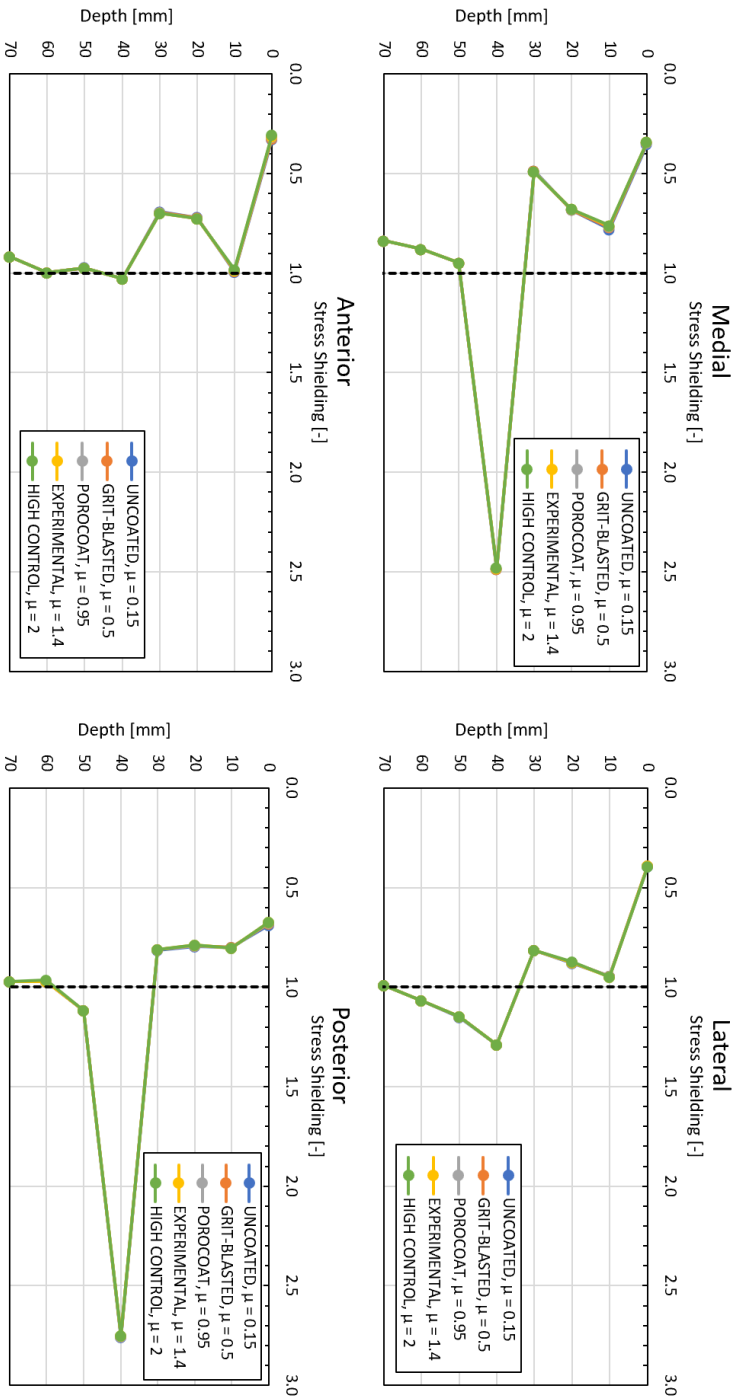 Medial
Stress Shielding [-]
0.0 0.5 1.0 1.5 2.0 2.5 3.0
Depth [mm]
0
10
20
30
40
50
60
70
UNCOATED, μ = 0.15
GRIT-BLASTED, μ = 0.5
POROCOAT, μ = 0.95
EXPERIMENTAL, μ = 1.4
HIGH CONTROL, μ = 2
Lateral
Stress Shielding [-]
0.0 0.5 1.0 1.5 2.0 2.5 3.0
Depth [mm]
0
10
20
30
40
50
60
70
UNCOATED, μ = 0.15
GRIT-BLASTED, μ = 0.5
POROCOAT, μ = 0.95
EXPERIMENTAL, μ = 1.4
HIGH CONTROL, μ = 2
Anterior
Stress Shielding [-]
0.0 0.5 1.0 1.5 2.0 2.5 3.0
Depth [mm]
0
10
20
30
40
50
60
70
UNCOATED, μ = 0.15
GRIT-BLASTED, μ = 0.5
POROCOAT, μ = 0.95
EXPERIMENTAL, μ = 1.4
HIGH CONTROL, μ = 2
Posterior
Stress Shielding [-]
0.0 0.5 1.0 1.5 2.0 2.5 3.0
Depth [mm]
0
10
20
30
40
50
60
70
UNCOATED, μ = 0.15
GRIT-BLASTED, μ = 0.5
POROCOAT, μ = 0.95
EXPERIMENTAL, μ = 1.4
HIGH CONTROL, μ = 2